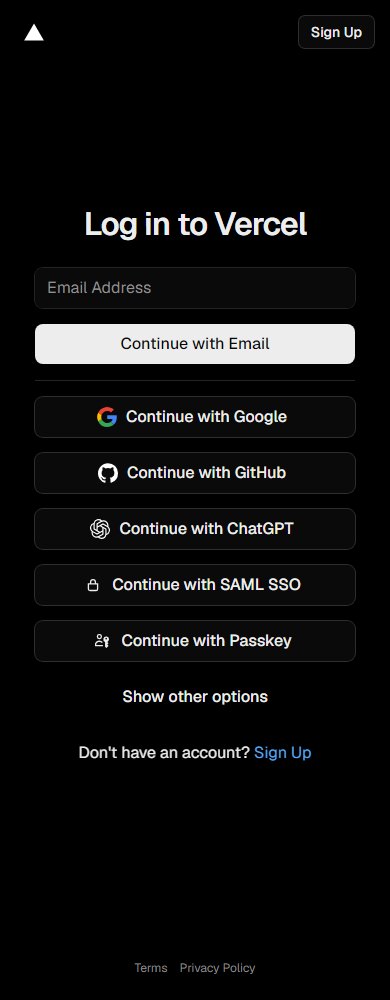 Sign Up
Log in to Vercel
Email Address
Continue with Email
Continue with Google
Continue with GitHub
Continue with ChatGPT
Continue with SAML SSO
Continue with Passkey
Show other options
Don't have an account? Sign Up
Terms Privacy Policy